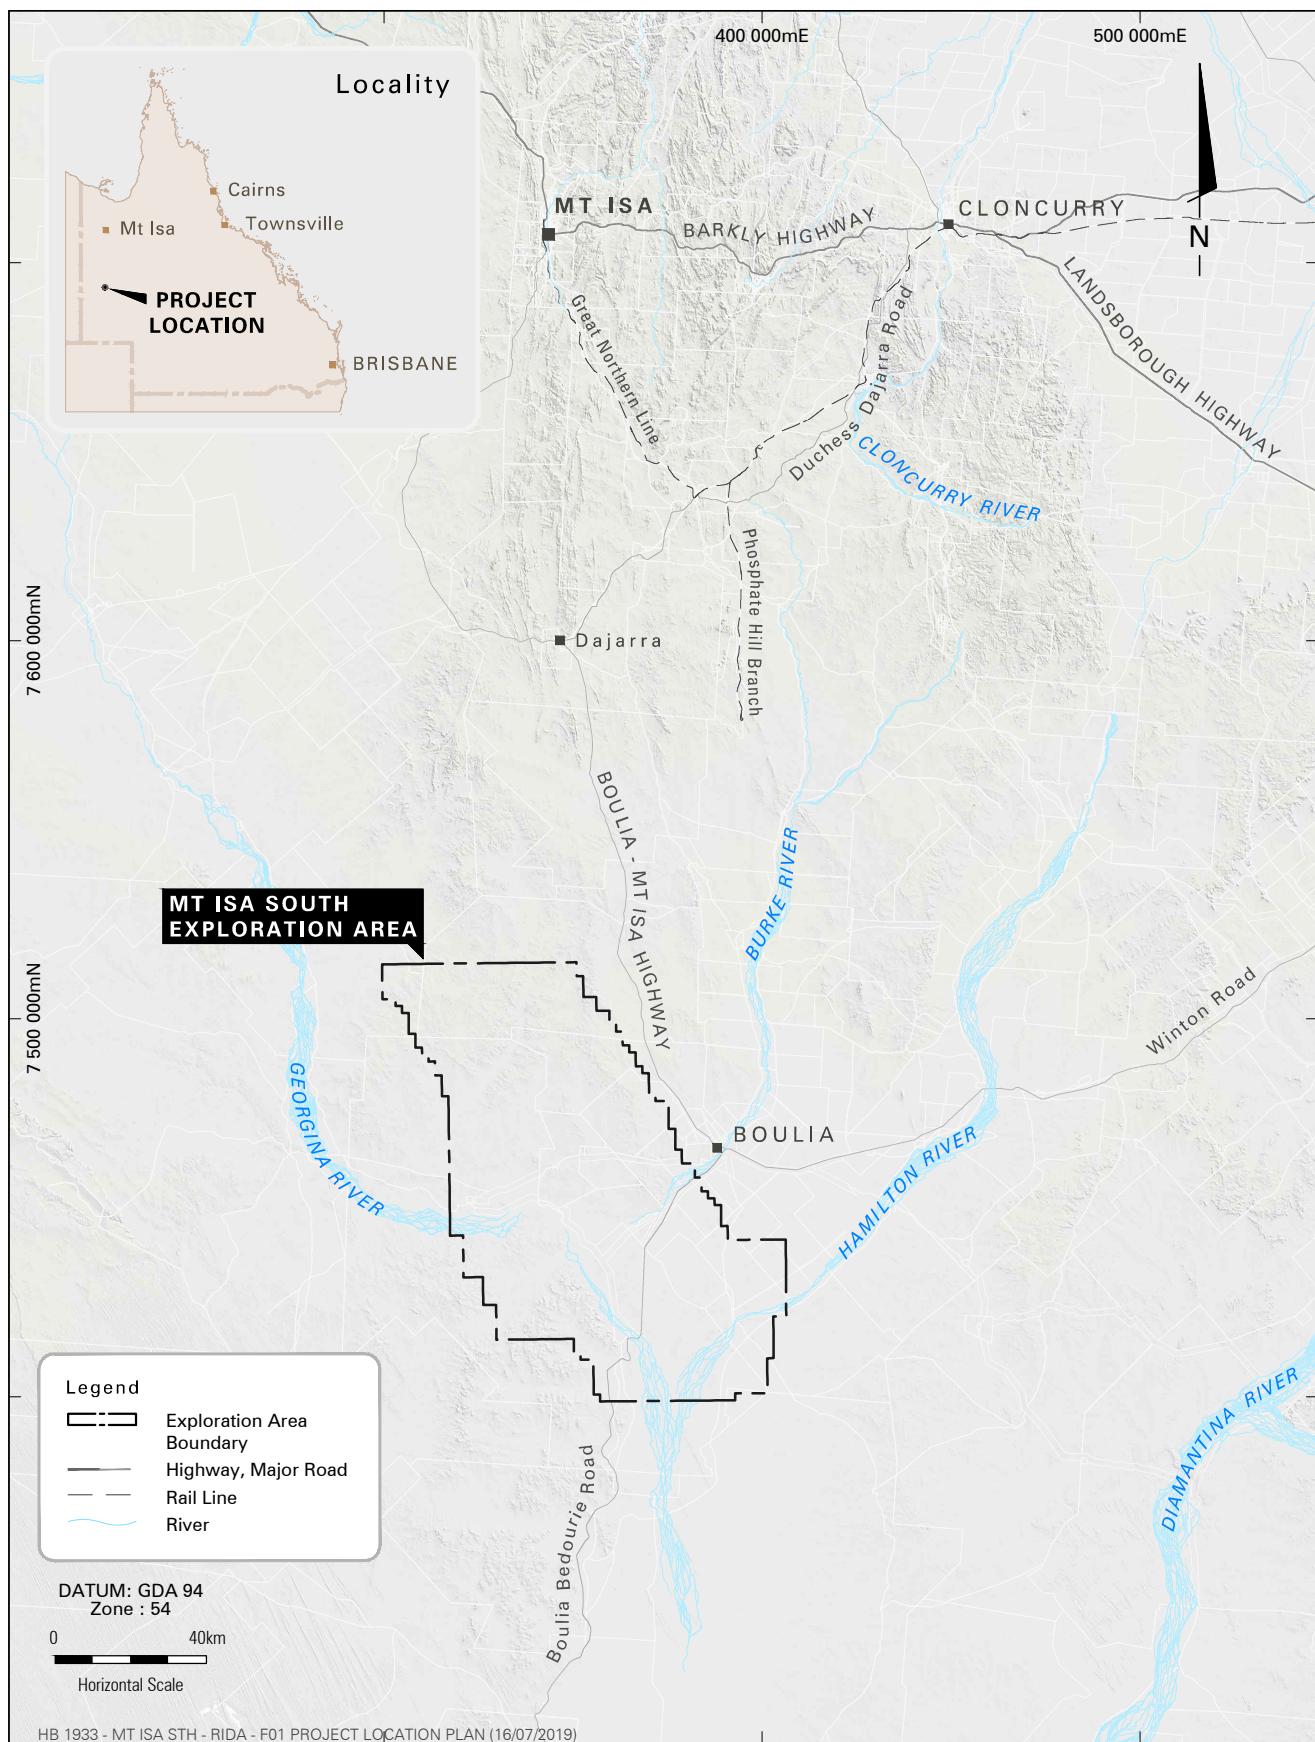 400 000mE
500 000mE
Locality
Cairns
Townsville
Mt Isa
PROJECT
LOCATION
BRISBANE
N
MT ISA
BARKLY HIGHWAY
CLONCURRY
LANDSBOROUGH HIGHWAY
Great Northern Line
Duchess Dajarra Road
CLONCURRY RIVER
Phosphate Hill Branch
7 600 000mN
Dajarra
BOULIA - MT ISA HIGHWAY
BURKE RIVER
MT ISA SOUTH
EXPLORATION AREA
7 500 000mN
Winton Road
GEORGINA RIVER
BOULIA
HAMILTON RIVER
DIAMANTINA RIVER
Boulia Bedourie Road
Legend
Exploration Area
Boundary
Highway, Major Road
Rail Line
River
DATUM: GDA 94
Zone : 54
0 40km
Horizontal Scale
HB 1933 - MT ISA STH - RIDA - F01 PROJECT LOCATION PLAN (16/07/2019)